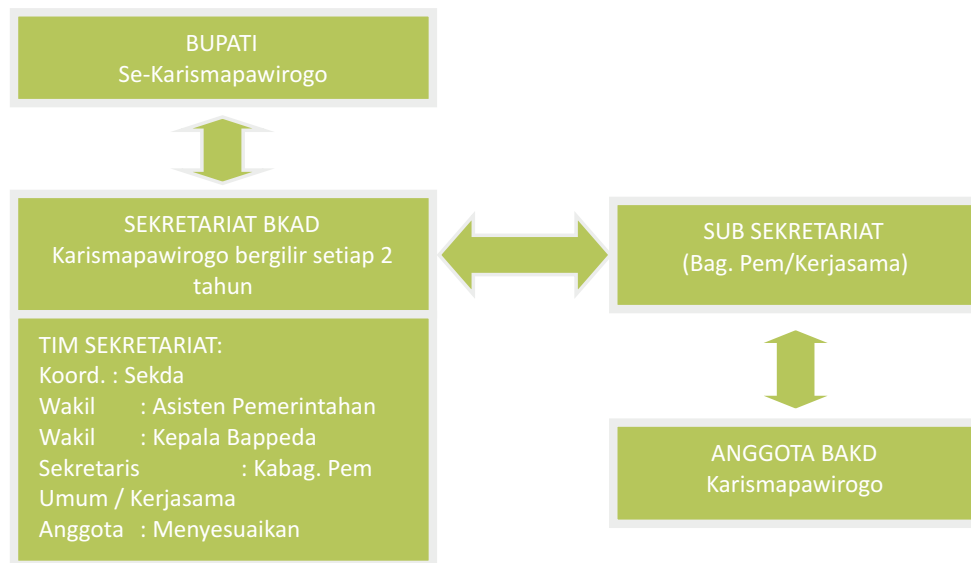 BUPATI
Se-Karismapawirogo
SEKRETARIAT BKAD
Karismapawirogo bergilir setiap 2
tahun
TIM SEKRETARIAT:
Koord. : Sekda
Wakil : Asisten Pemerintahan
Wakil : Kepala Bappeda
Sekretaris : Kabag. Pem
Umum / Kerjasama
Anggota : Menyesuaikan
SUB SEKRETARIAT
(Bag. Pem/Kerjasama)
ANGGOTA BAKD
Karismapawirogo